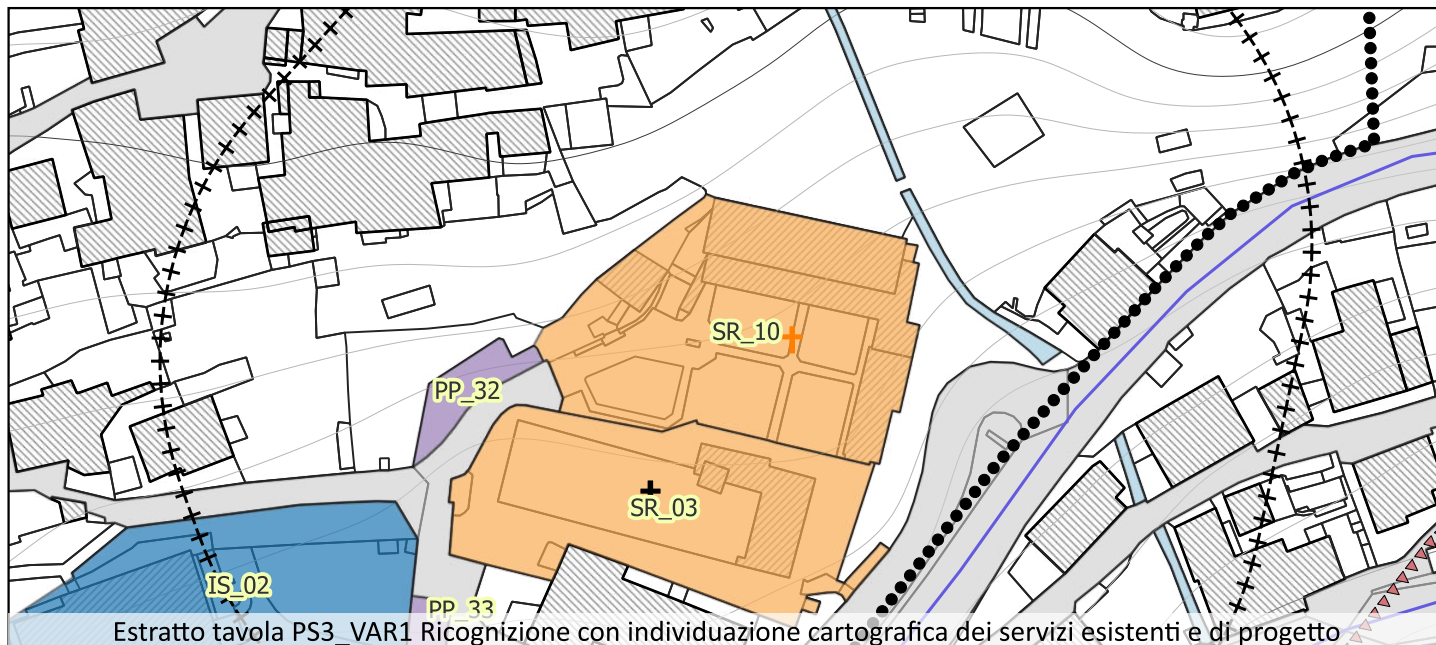 SR_10
PP_32
SR_03
IS_02
PP_33
Estratto tavola PS3_VAR1 Ricognizione con individuazione cartografica dei servizi esistenti e di progetto